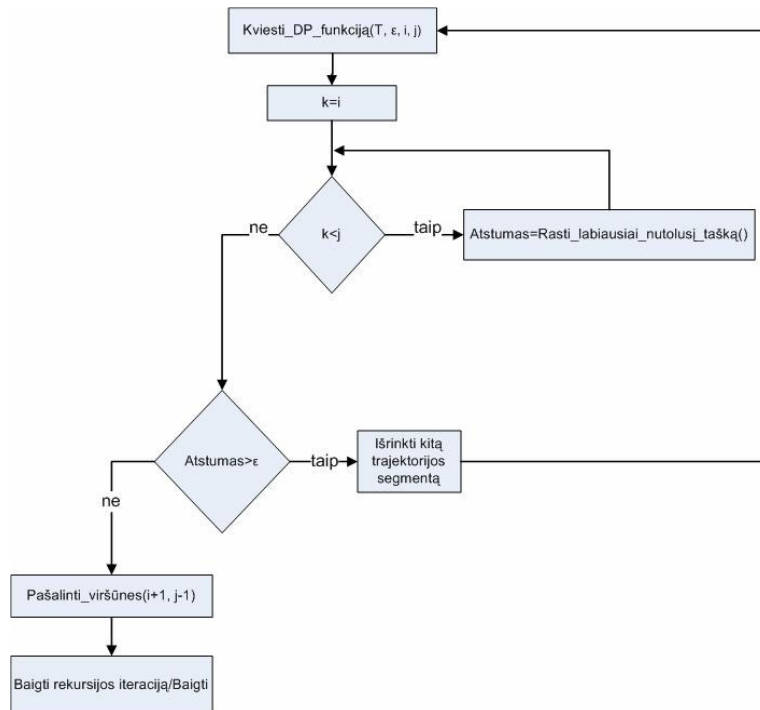 Kviesti_DP_funkciją(T, ε, i, j)
k=i
k<j
ne
taip
Atstumas=Rasti_labiausiai_nutolusį_tašką()
Atstumas>ε
taip
Išrinkti kitą
trajektorijos
segmentą
ne
Pašalinti_viršūnes(i+1, j-1)
Baigti rekursijos iteraciją/Baigti